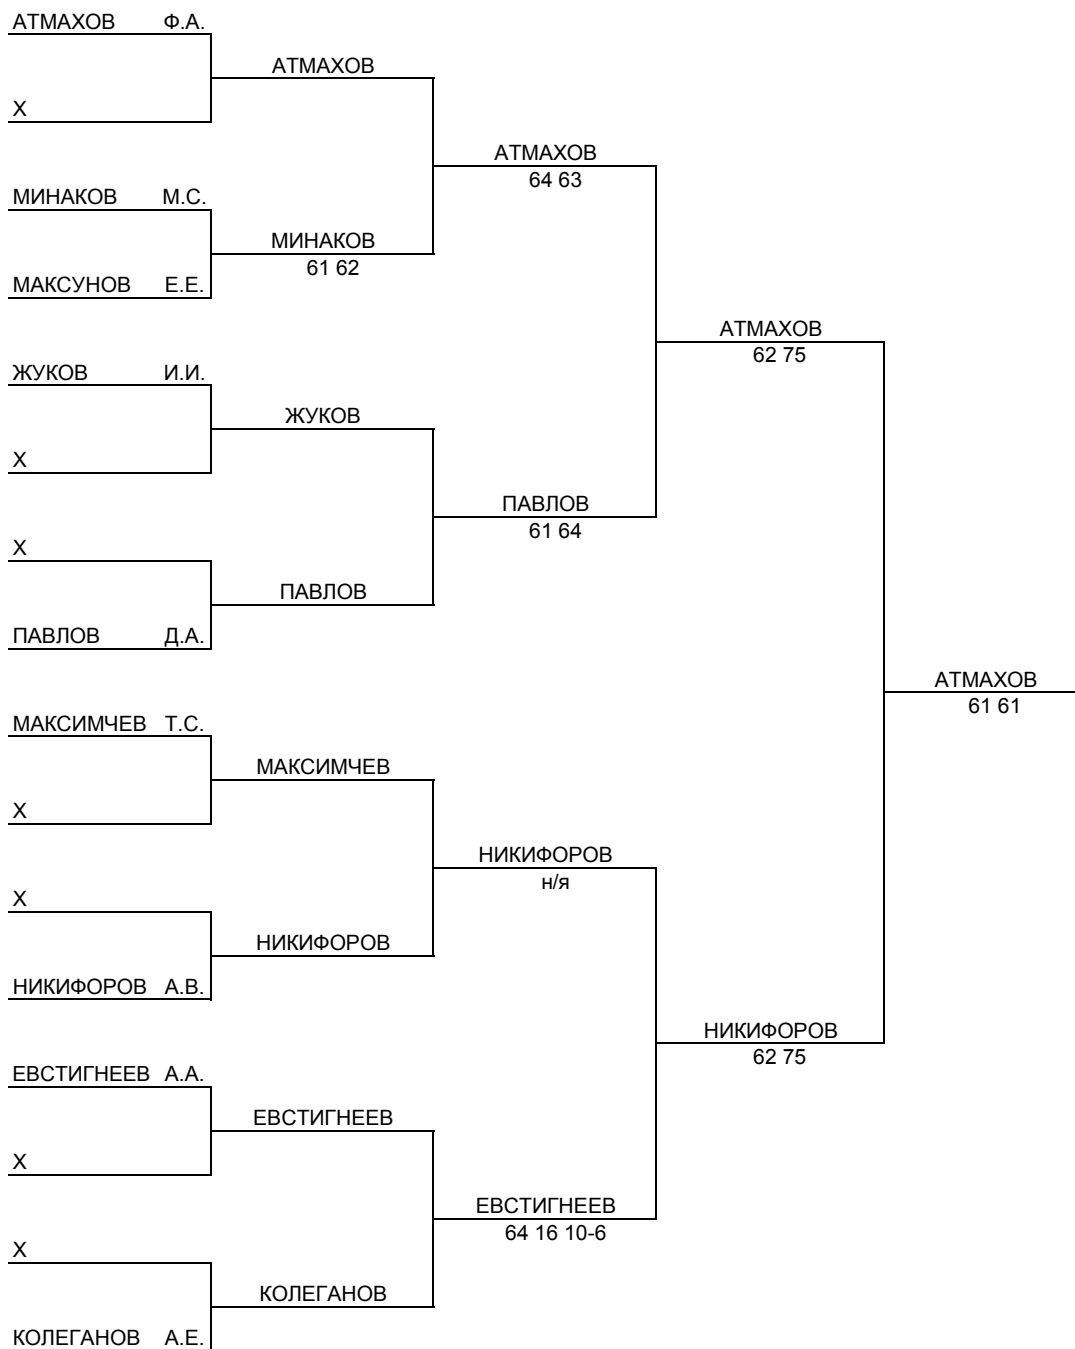 АТМАХОВ Ф.А.
АТМАХОВ
X
АТМАХОВ
64 63
МИНАКОВ М.С.
МИНАКОВ
61 62
МАКСУНОВ Е.Е.
АТМАХОВ
62 75
ЖУКОВ И.И.
ЖУКОВ
X
ПАВЛОВ
61 64
X
ПАВЛОВ
ПАВЛОВ Д.А.
АТМАХОВ
61 61
МАКСИМЧЕВ Т.С.
МАКСИМЧЕВ
X
НИКИФОРОВ
н/я
X
НИКИФОРОВ
НИКИФОРОВ А.В.
НИКИФОРОВ
62 75
ЕВСТИГНЕЕВ А.А.
ЕВСТИГНЕЕВ
X
ЕВСТИГНЕЕВ
64 16 10-6
X
КОЛЕГАНОВ
КОЛЕГАНОВ А.Е.